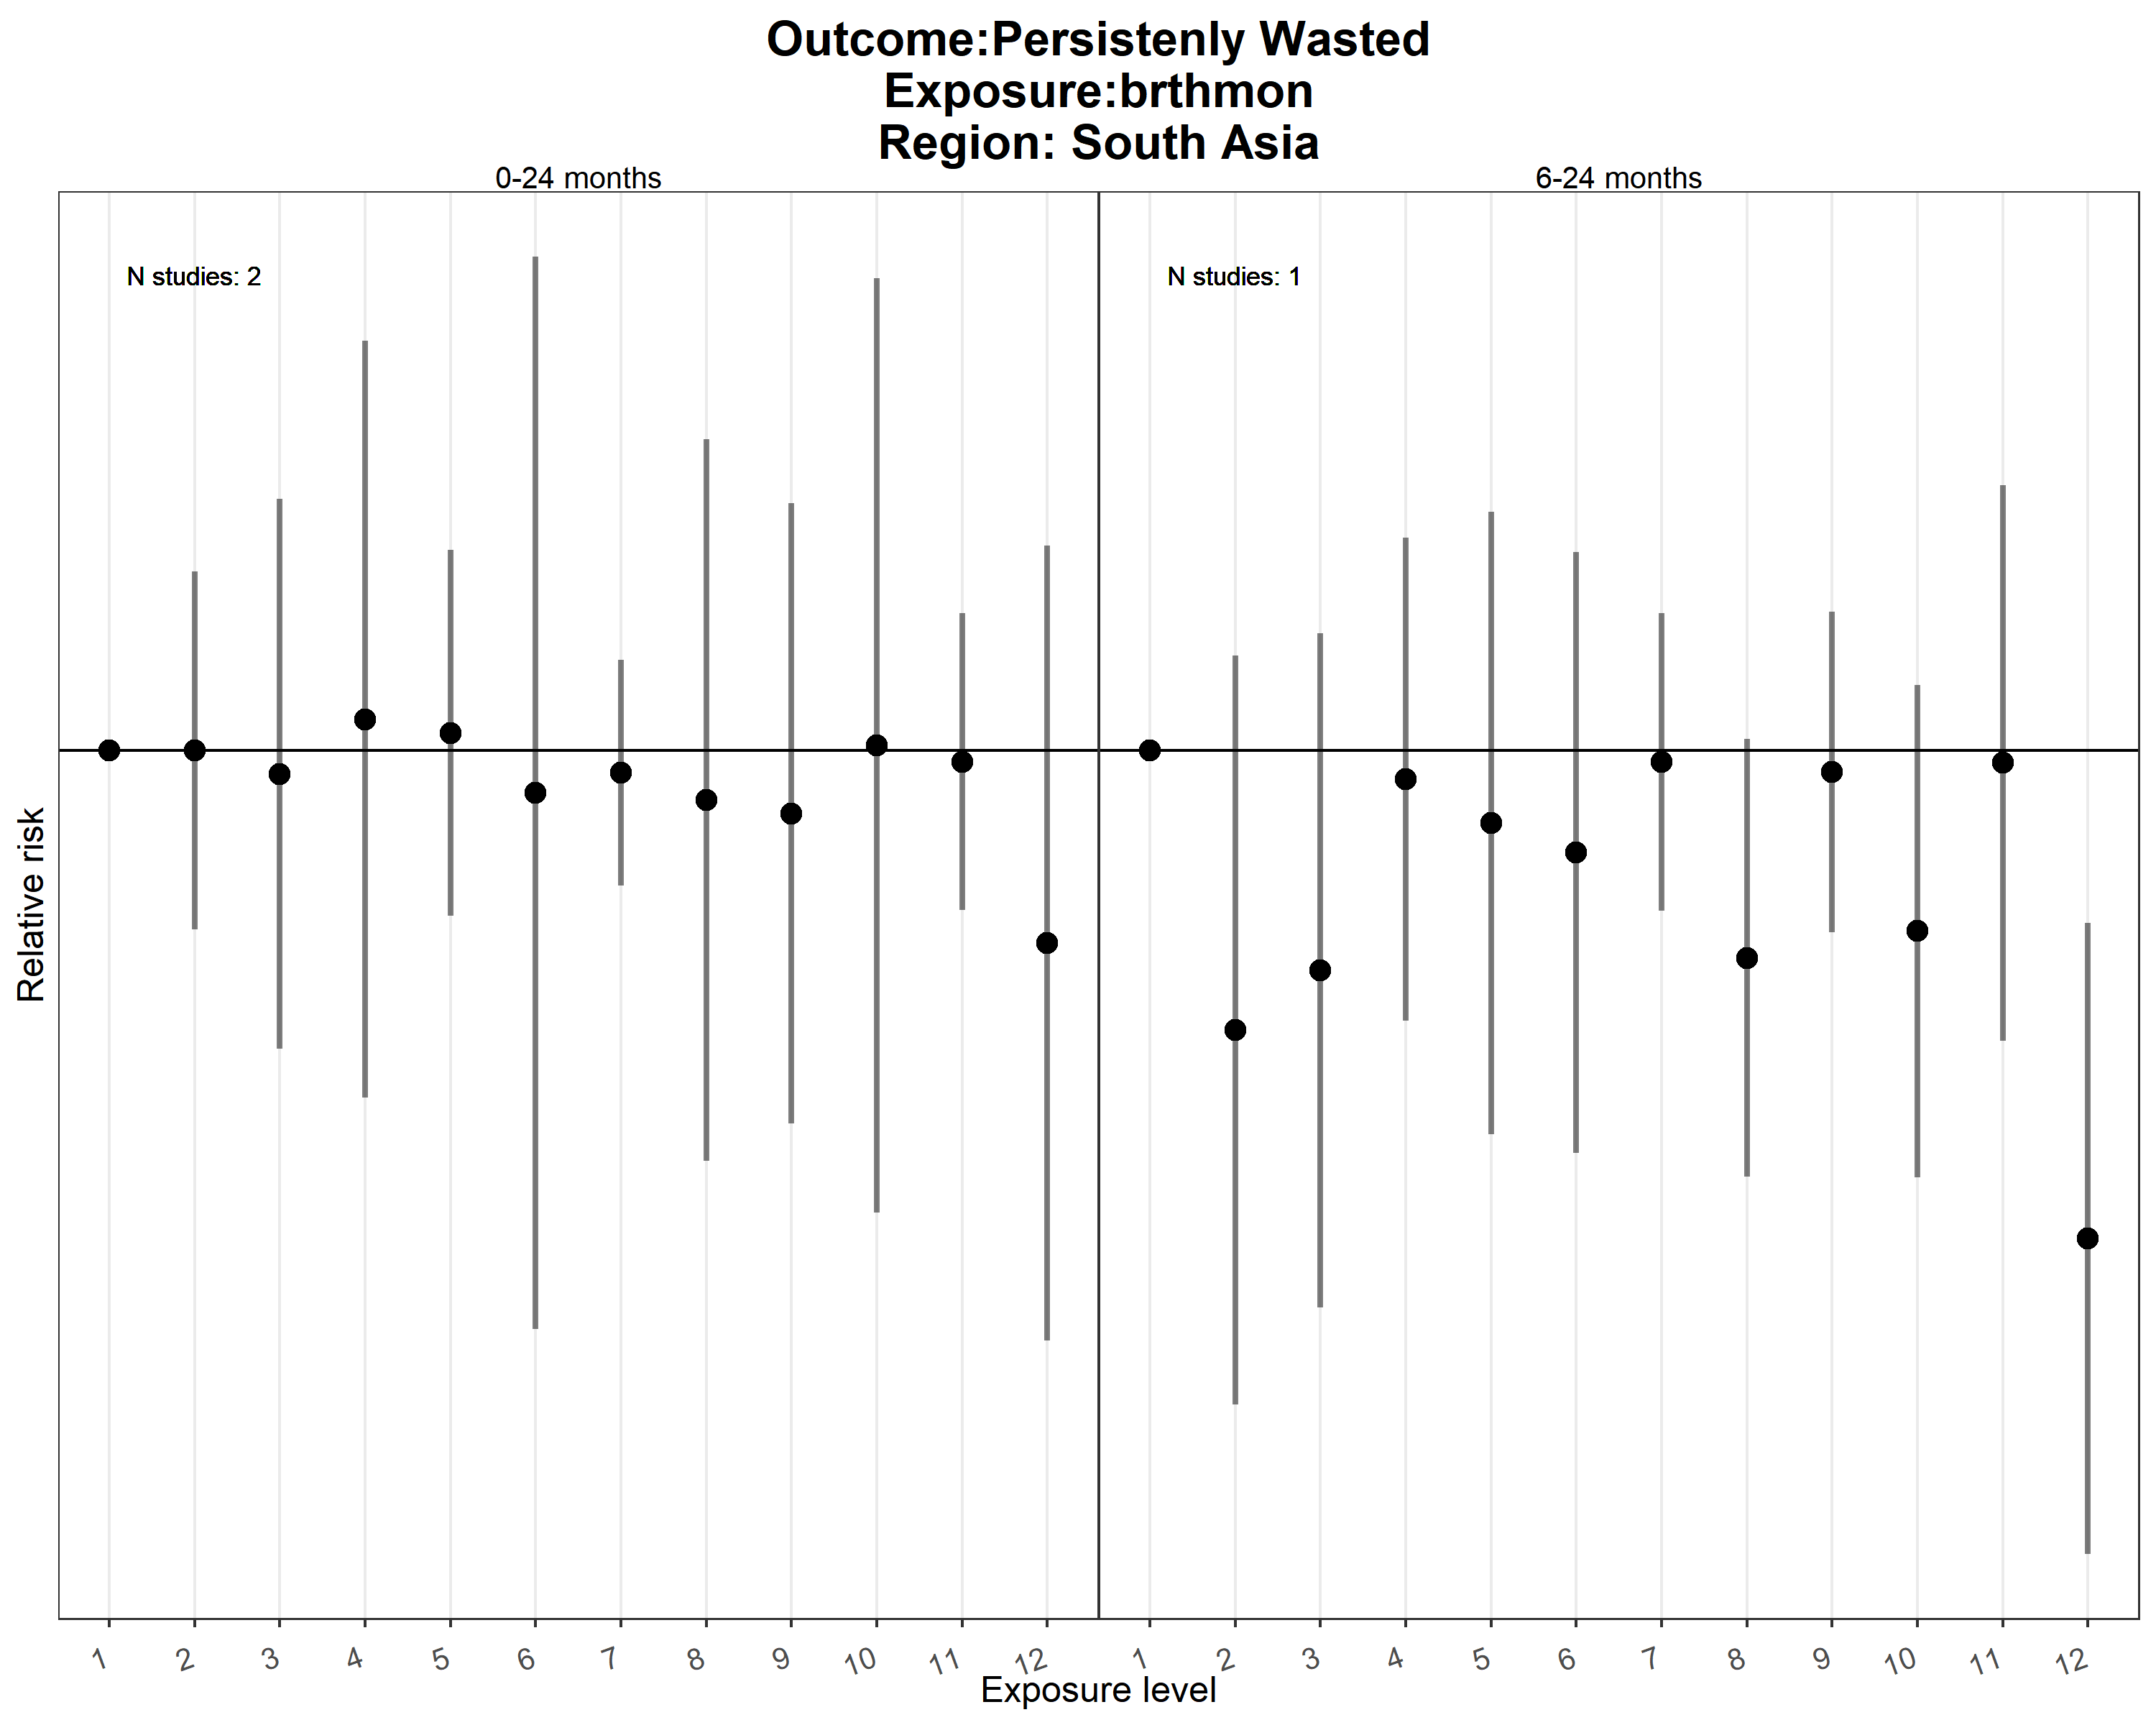 Outcome:Persistenly Wasted
Exposure:brthmon
Region: South Asia
0-24 months
6-24 months
N studies: 2
N studies: 1
Relative risk
1 2 3 4 5 6 7 8 9 10 11 12
1 2 3 4 5 6 7 8 9 10 11 12
Exposure level